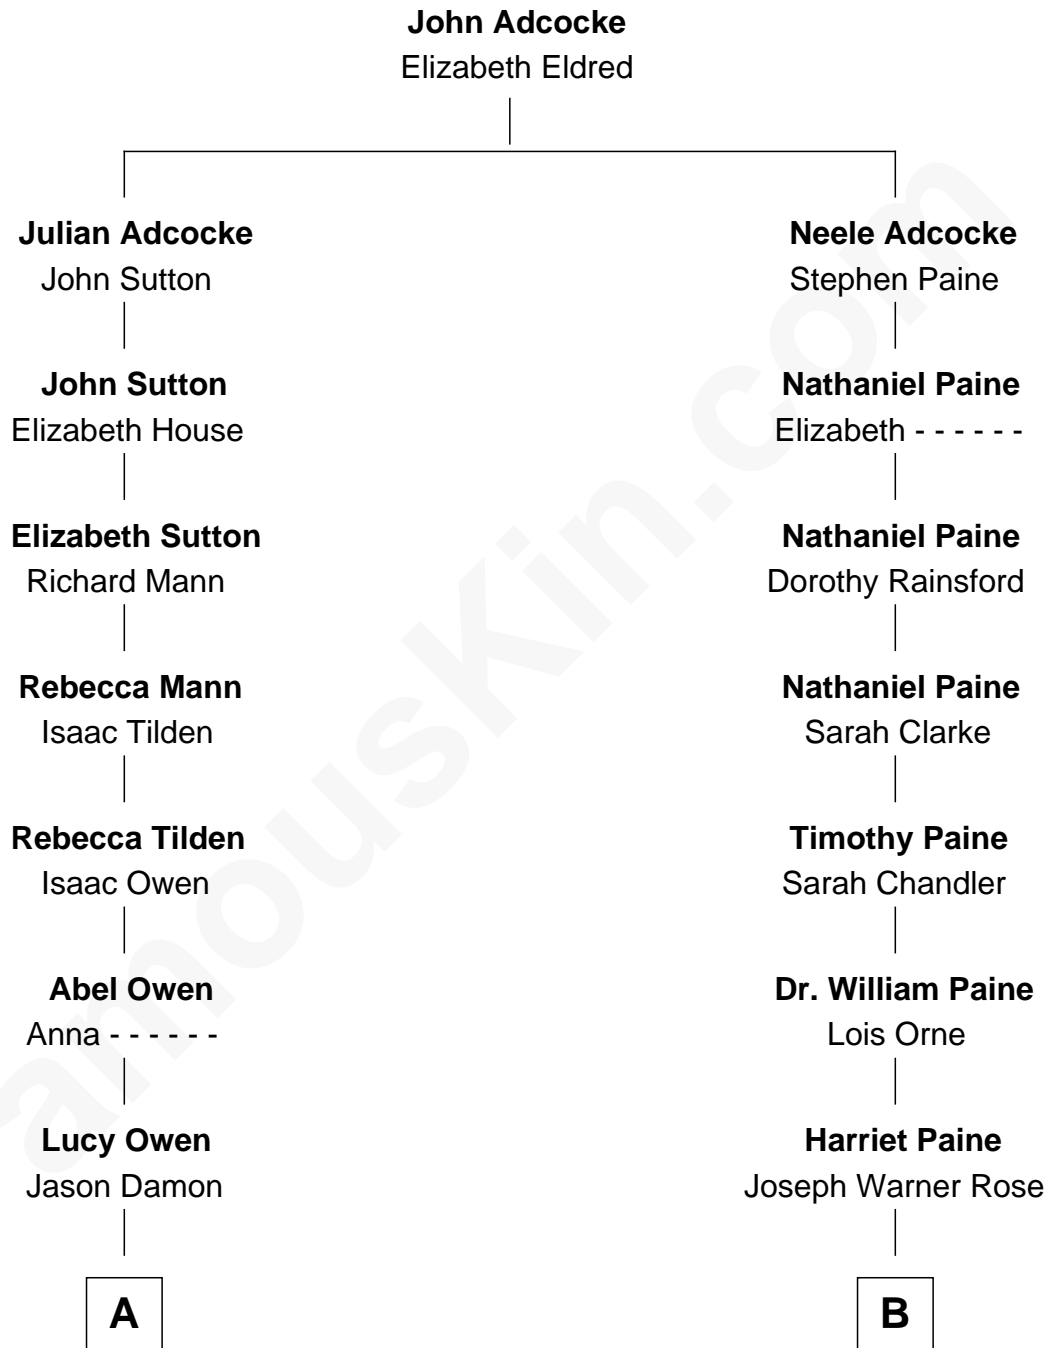 John Adcocke
Elizabeth Eldred
Julian Adcocke
John Sutton
Neele Adcocke
Stephen Paine
John Sutton
Elizabeth House
Nathaniel Paine
Elizabeth - - - - - -
Elizabeth Sutton
Richard Mann
Nathaniel Paine
Dorothy Rainsford
Rebecca Mann
Isaac Tilden
Nathaniel Paine
Sarah Clarke
Rebecca Tilden
Isaac Owen
Timothy Paine
Sarah Chandler
Abel Owen
Anna - - - - - -
Dr. William Paine
Lois Orne
Lucy Owen
Jason Damon
Harriet Paine
Joseph Warner Rose
A
B
amouskin.com